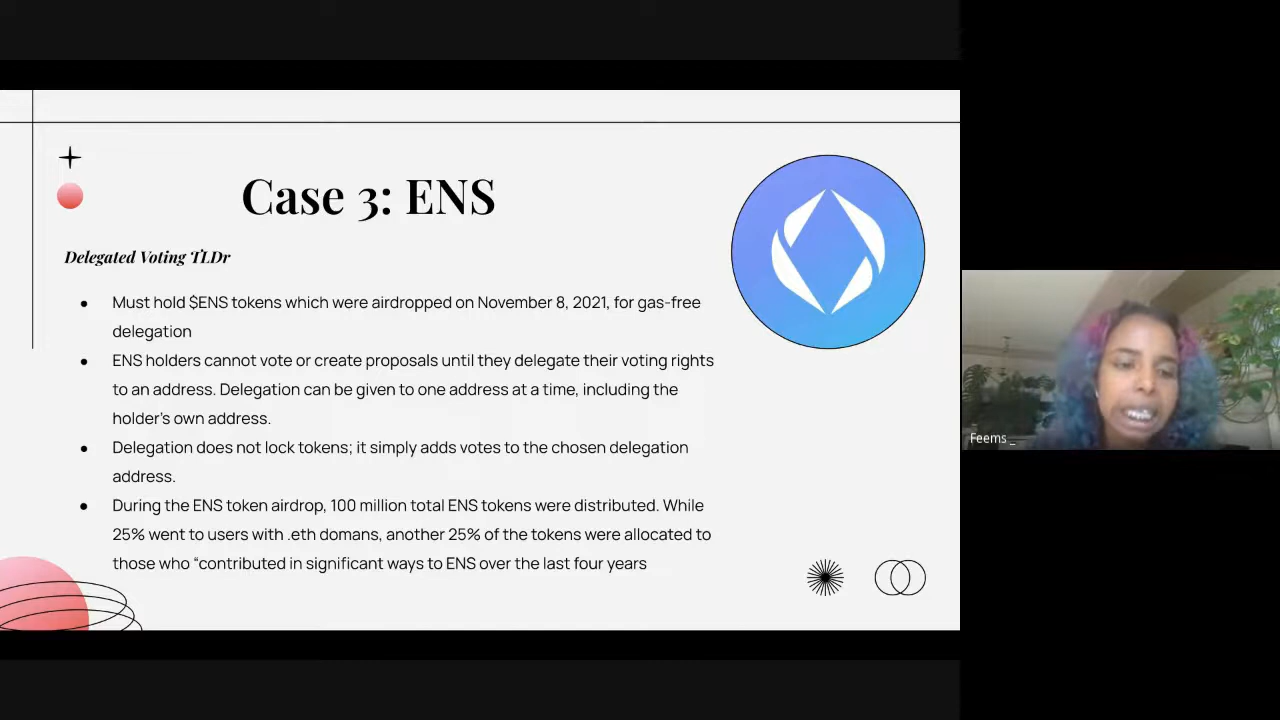 Case 3: ENS
Delegated Voting TLDr
● Must hold $ENS tokens which were airdropped on November 8, 2021, for gas-free
delegation
● ENS holders cannot vote or create proposals until they delegate their voting rights
to an address. Delegation can be given to one address at a time, including the
holder's own address.
● Delegation does not lock tokens; it simply adds votes to the chosen delegation
address.
● During the ENS token airdrop, 100 million total ENS tokens were distributed. While
25% went to users with .eth domans, another 25% of the tokens were allocated to
those who “contributed in significant ways to ENS over the last four years
Feems _